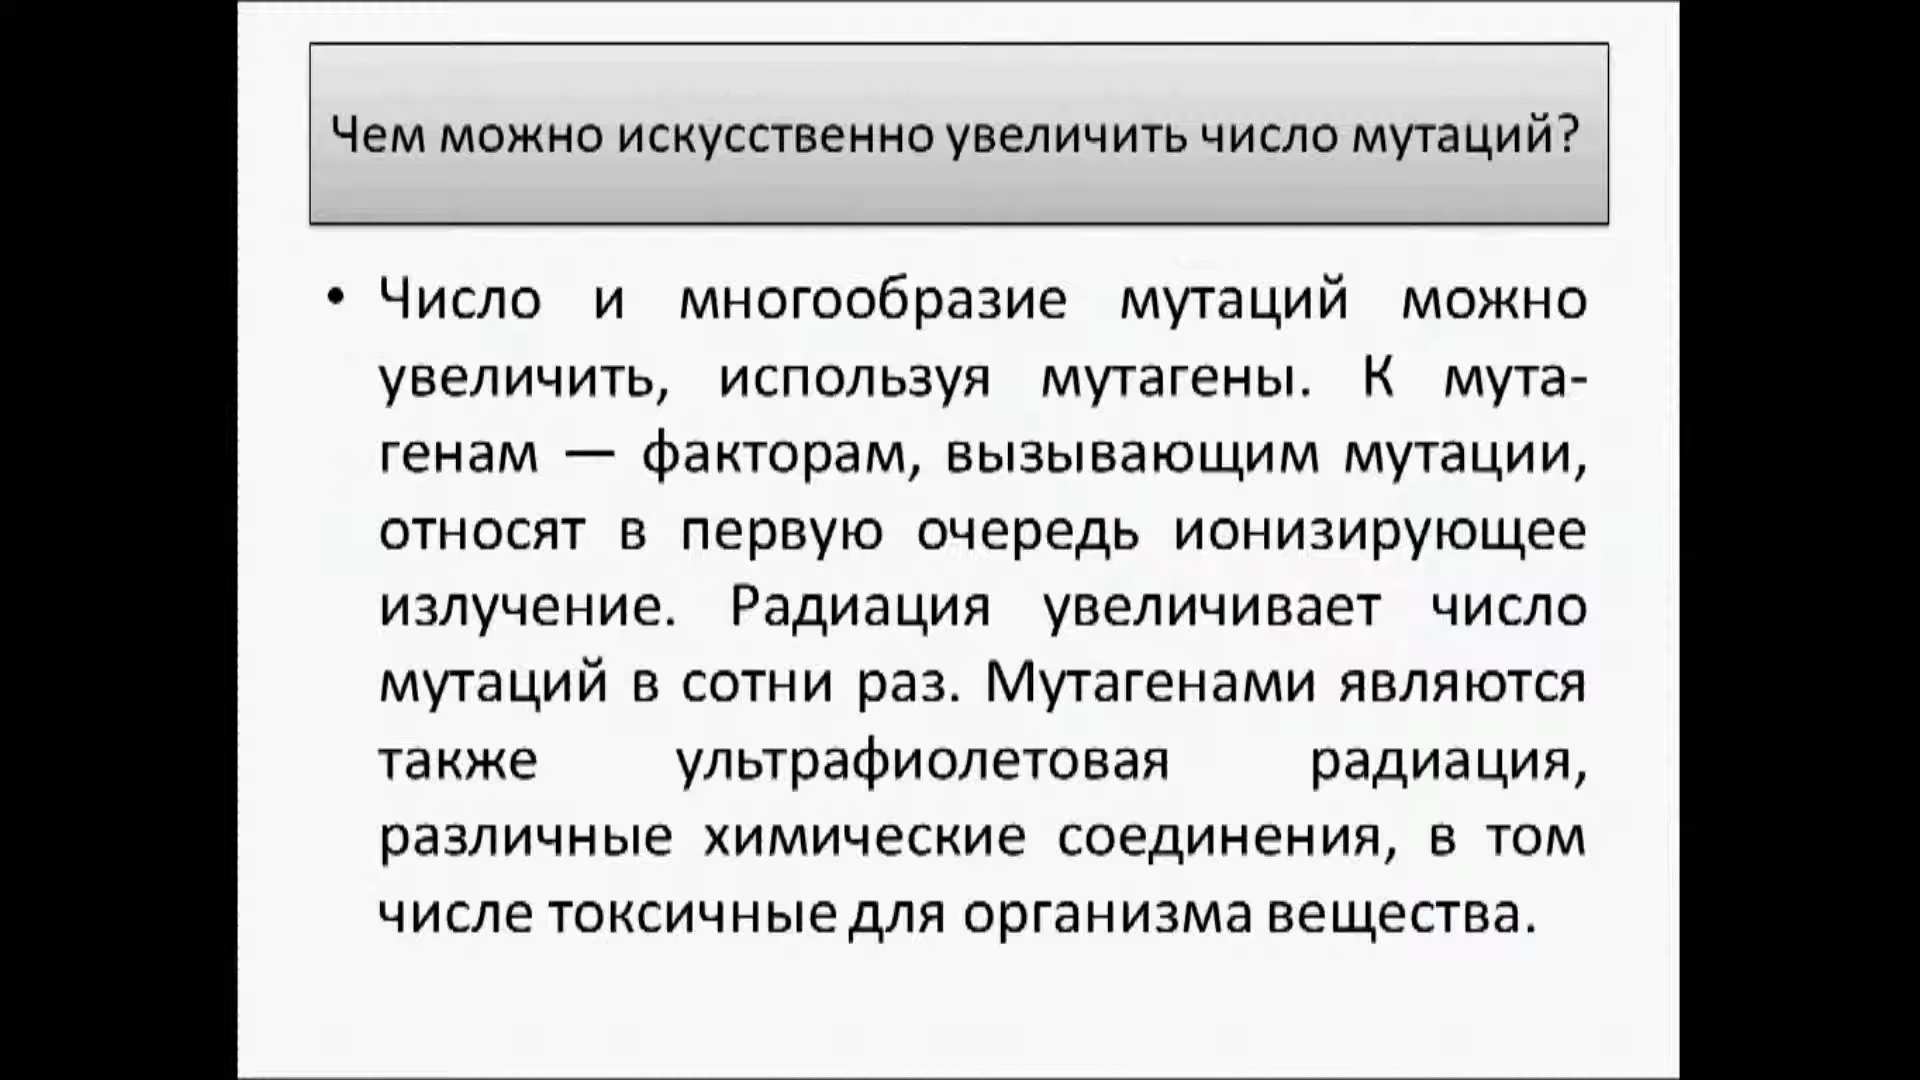 Чем можно искусственно увеличить число мутаций?
• Число и многообразие мутаций можно
увеличить, используя мутагены. К мута-
генам — факторам, вызывающим мутации,
относят в первую очередь ионизирующее
излучение. Радиация увеличивает число
мутаций в сотни раз. Мутагенами являются
также ультрафиолетовая радиация,
различные химические соединения, в том
числе токсичные для организма вещества.